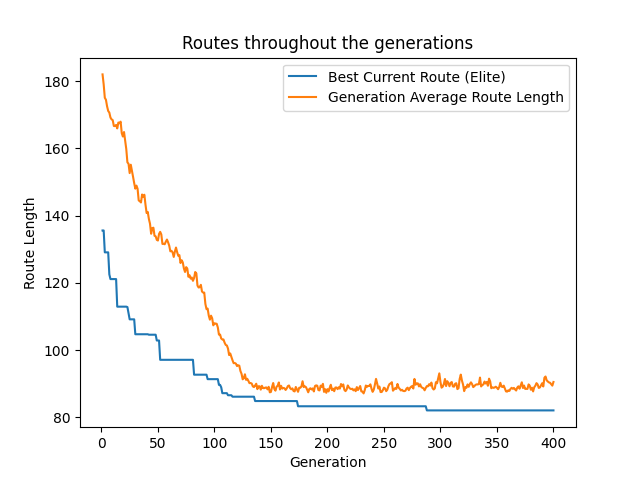 Routes throughout the generations
Best Current Route (Elite)
Generation Average Route Length
Route Length
180
160
140
120
100
80
0 50 100 150 200 250 300 350 400
Generation